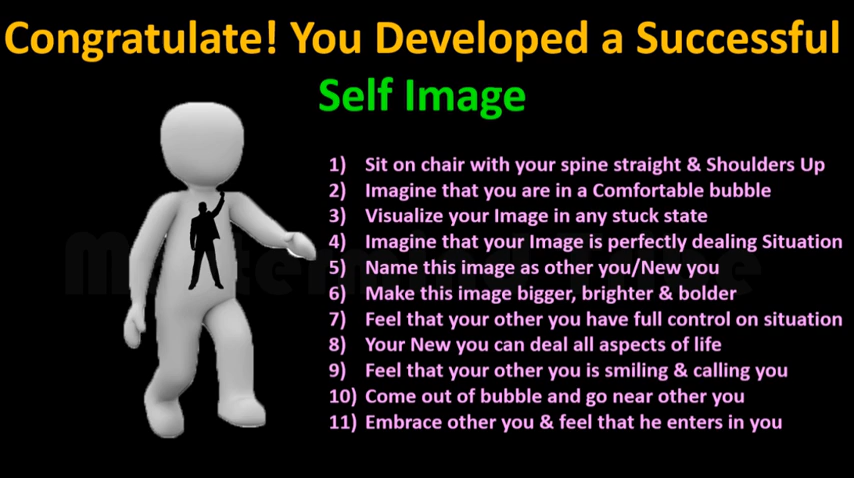 Congratulate! You Developed a Successful
Self Image
1) Sit on chair with your spine straight & Shoulders Up
2) Imagine that you are in a Comfortable bubble
3) Visualize your Image in any stuck state
4) Imagine that your Image is perfectly dealing Situation
5) Name this image as other you/New you
6) Make this image bigger, brighter & bolder
7) Feel that your other you have full control on situation
8) Your New you can deal all aspects of life
9) Feel that your other you is smiling & calling you
10) Come out of bubble and go near other you
11) Embrace other you & feel that he enters in you